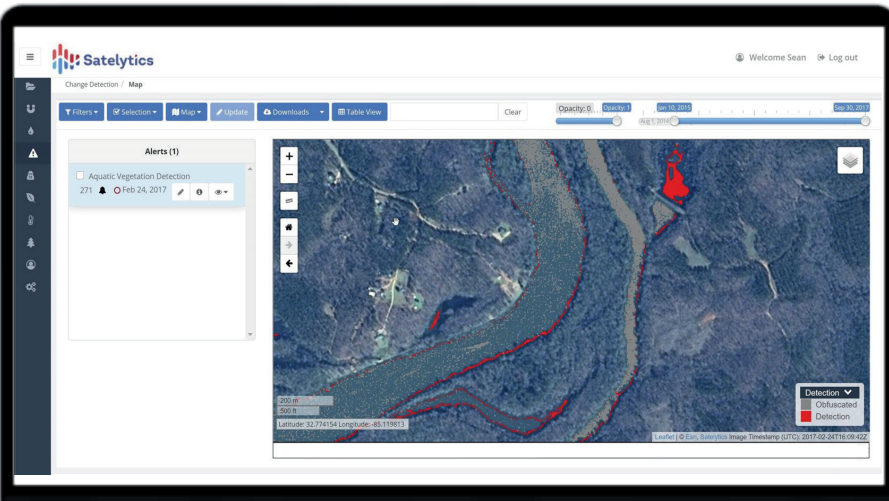 Satelytics
Welcome Sean
Log out
Change Detection / Map
Filters
Selection
Map
Update
Downloads
Table View
Clear
Opacity: 0
Opacity: 1
Aug 1, 2014
Jan 10, 2015
Sep 30, 2017
Alerts (1)
Aquatic Vegetation Detection
271
Feb 24, 2017
+
−
200 m
500 ft
Latitude: 32.774154 Longitude: -85.119813
Detection
Obfuscated
Detection
Leaflet | © Esri, Satelytics Image Timestamp (UTC): 2017-02-24T16:09:42Z